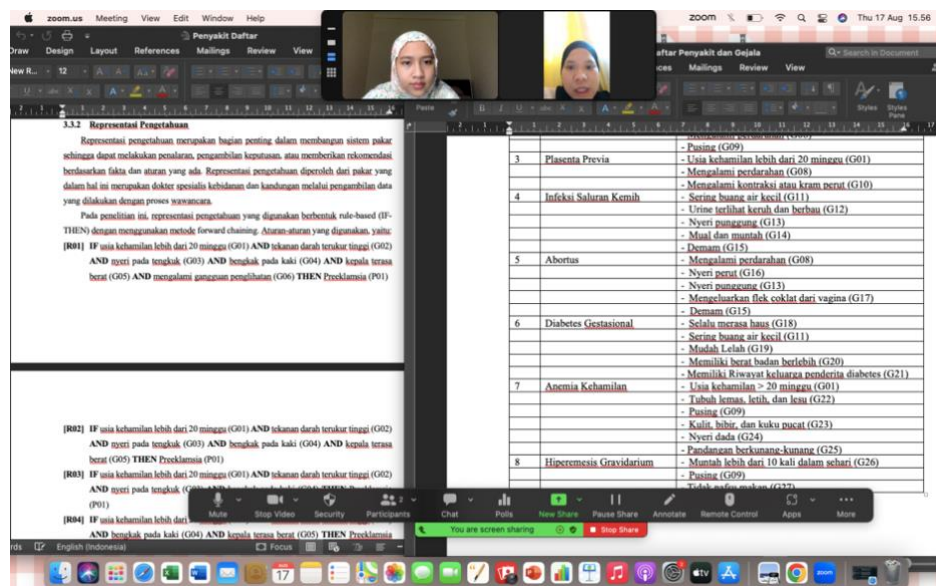 zoom.us Meeting View Edit Window Help
zoom Thu 17 Aug 15.56
Penyakit Daftar
Draw Design Layout References Mailings Review View
New R... 12
3.3.2 Representasi Pengetahuan
Representasi pengetahuan merupakan bagian penting dalam membangun sistem pakar
sehingga dapat melakukan penalaran, pengambilan keputusan, atau memberikan rekomendasi
berdasarkan fakta dan aturan yang ada. Representasi pengetahuan diperoleh dari pakar yang
dalam hal ini merupakan dokter spesialis kebidanan dan kandungan melalui pengambilan data
yang dilakukan dengan proses wawancara.
Pada penelitian ini, representasi pengetahuan yang digunakan berbentuk rule-based (IF-
THEN) dengan menggunakan metode forward chaining. Aturan-aturan yang digunakan, yaitu:
[R01] IF usia kehamilan lebih dari 20 minggu (G01) AND tekanan darah terukur tinggi (G02)
AND nyeri pada tengkuk (G03) AND bengkak pada kaki (G04) AND kepala terasa
berat (G05) AND mengalami gangguan penglihatan (G06) THEN Preeklamsia (P01)
[R02] IF usia kehamilan lebih dari 20 minggu (G01) AND tekanan darah terukur tinggi (G02)
AND nyeri pada tengkuk (G03) AND bengkak pada kaki (G04) AND kepala terasa
berat (G05) THEN Preeklamsia (P01)
[R03] IF usia kehamilan lebih dari 20 minggu (G01) AND tekanan darah terukur tinggi (G02)
AND nyeri pada tengkuk
(P01)
[R04] IF usia kehamilan lebih dari
AND bengkak pada kaki (G04) AND kepala terasa berat (G05) THEN Preeklamsia
English (Indonesia) Focus
Daftar Penyakit dan Gejala
Search in Document
Mailings Review View
Paste
Styles Styles Pane
- Pusing (G09)
3 Plasenta Previa - Usia kehamilan lebih dari 20 minggu (G01)
- Mengalami perdarahan (G08)
- Mengalami kontraksi atau kram perut (G10)
4 Infeksi Saluran Kemih - Sering buang air kecil (G11)
- Urine terlihat keruh dan berbau (G12)
- Nyeri punggung (G13)
- Mual dan muntah (G14)
- Demam (G15)
5 Abortus - Mengalami perdarahan (G08)
- Nyeri perut (G16)
- Nyeri punggung (G13)
- Mengeluarkan flek coklat dari vagina (G17)
- Demam (G15)
6 Diabetes Gestasional - Selalu merasa haus (G18)
- Sering buang air kecil (G11)
- Mudah Lelah (G19)
- Memiliki berat badan berlebih (G20)
- Memiliki Riwayat keluarga penderita diabetes (G21)
7 Anemia Kehamilan - Usia kehamilan > 20 minggu (G01)
- Tubuh lemas, letih, dan lesu (G22)
- Pusing (G09)
- Kulit, bibir, dan kuku pucat (G23)
- Nyeri dada (G24)
- Pandangan berkunang-kunang (G25)
8 Hiperemesis Gravidarium - Muntah lebih dari 10 kali dalam sehari (G26)
- Pusing (G09)
- Tidak nafsu makan (G27)
Mute Stop Video Security Participants 2 Chat Polls New Share Pause Share Annotate Remote Control Apps More
You are screen sharing Stop Share
17
tv
zoom